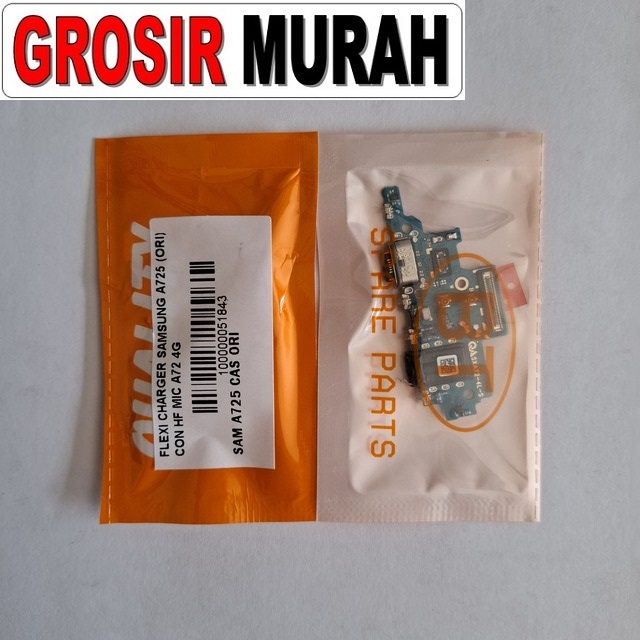 GROSIR MURAH
QUALITY
FLEXI CHARGER SAMSUNG A725 (ORI)
CON HF MIC A72 4G
100000051843
SAM A725 CAS ORI
SPARE PARTS